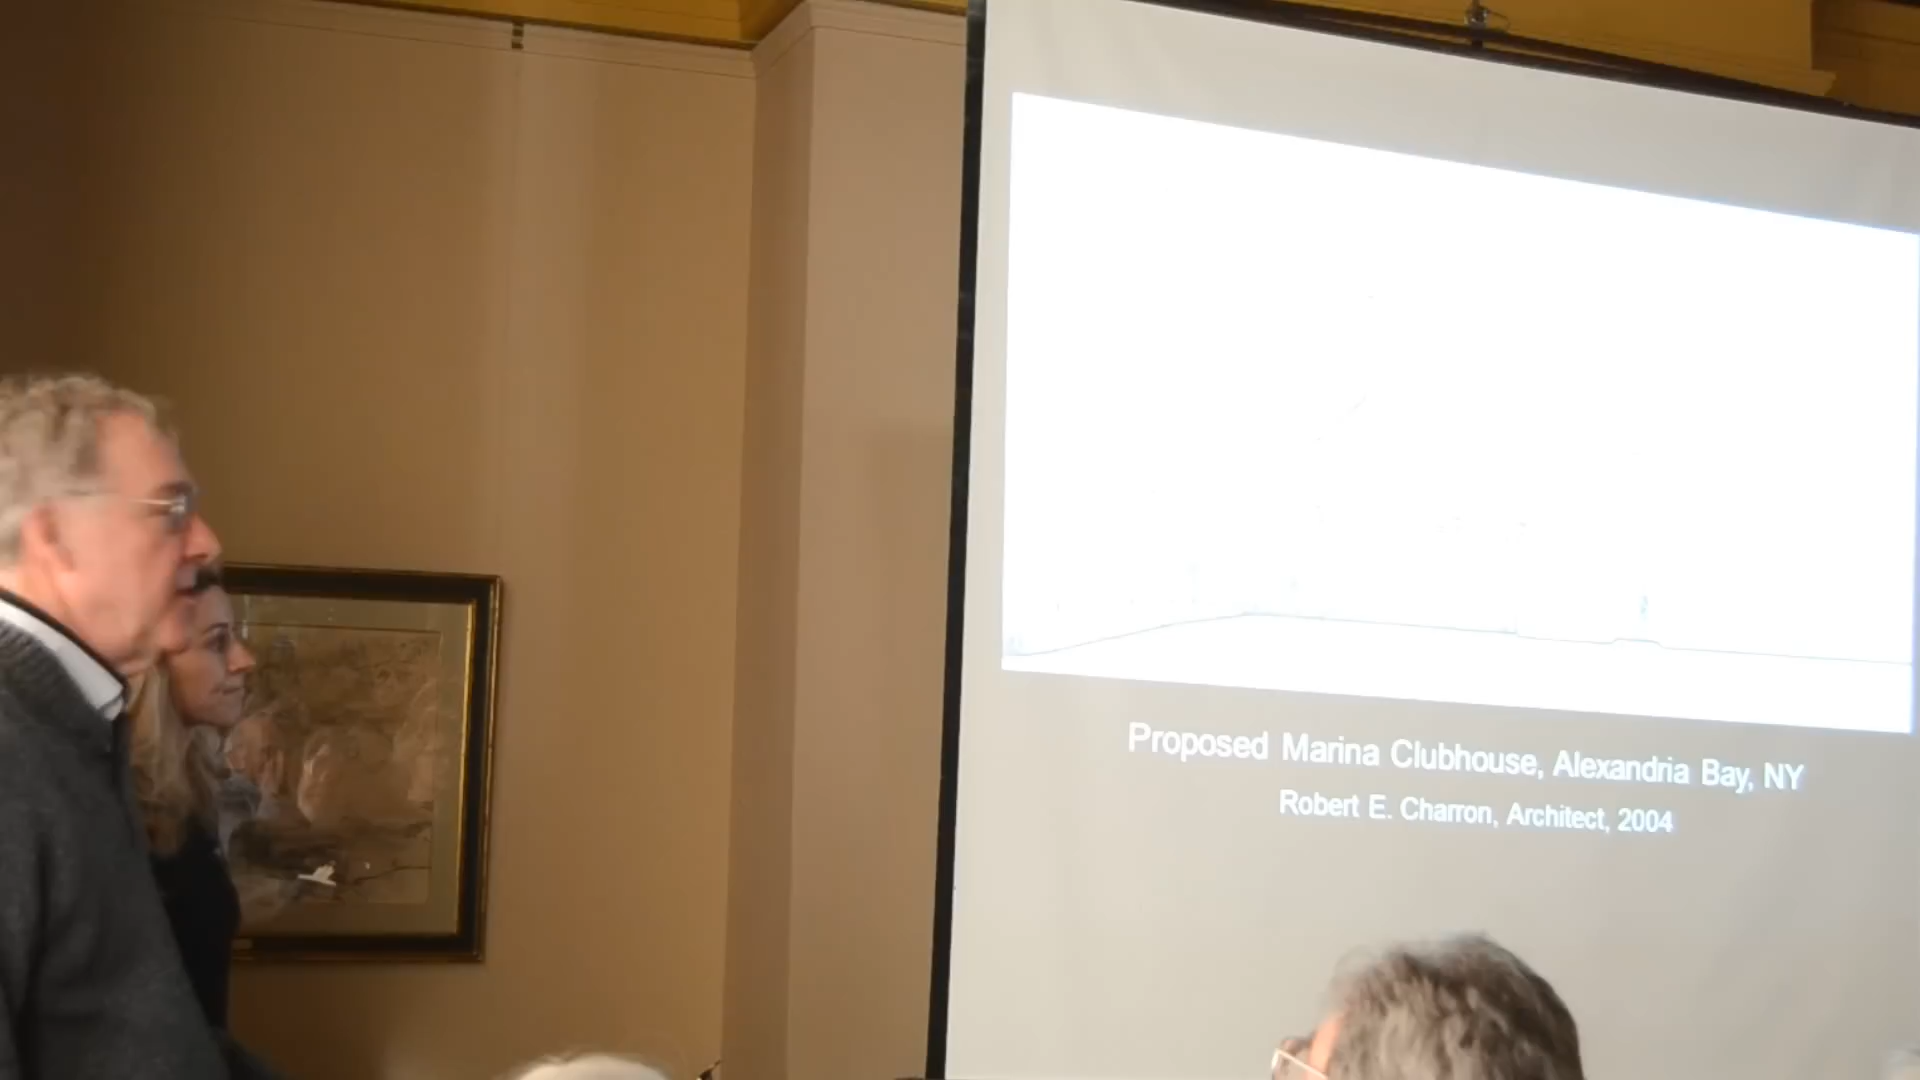 Proposed Marina Clubhouse, Alexandria Bay, NY
Robert E. Charron, Architect, 2004